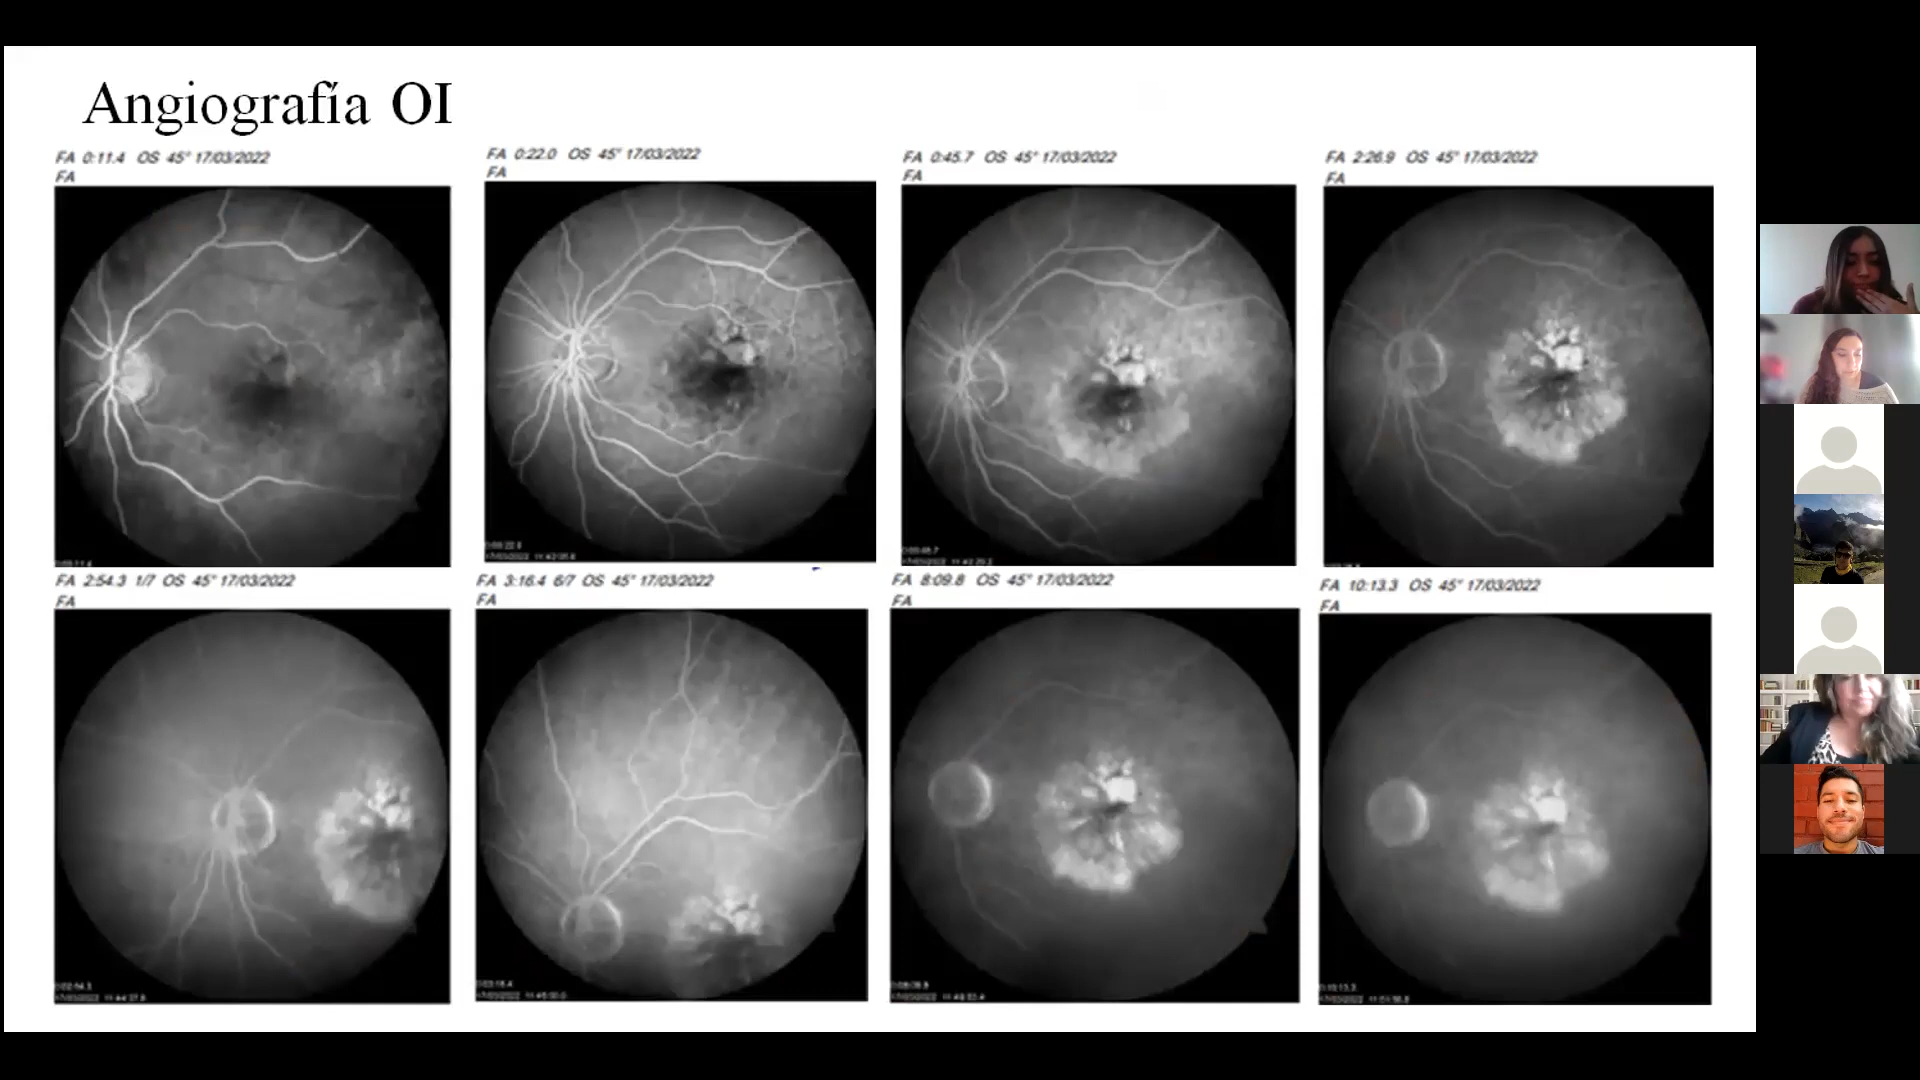 Angiografía OI
FA 0:11.4 OS 45° 17/03/2022
FA
FA 0:22.0 OS 45° 17/03/2022
FA
FA 0:45.7 OS 45° 17/03/2022
FA
FA 2:26.9 OS 45° 17/03/2022
FA
FA 2:54.3 1/7 OS 45° 17/03/2022
FA
FA 3:16.4 6/7 OS 45° 17/03/2022
FA
FA 8:09.8 OS 45° 17/03/2022
FA
FA 10:13.3 OS 45° 17/03/2022
FA